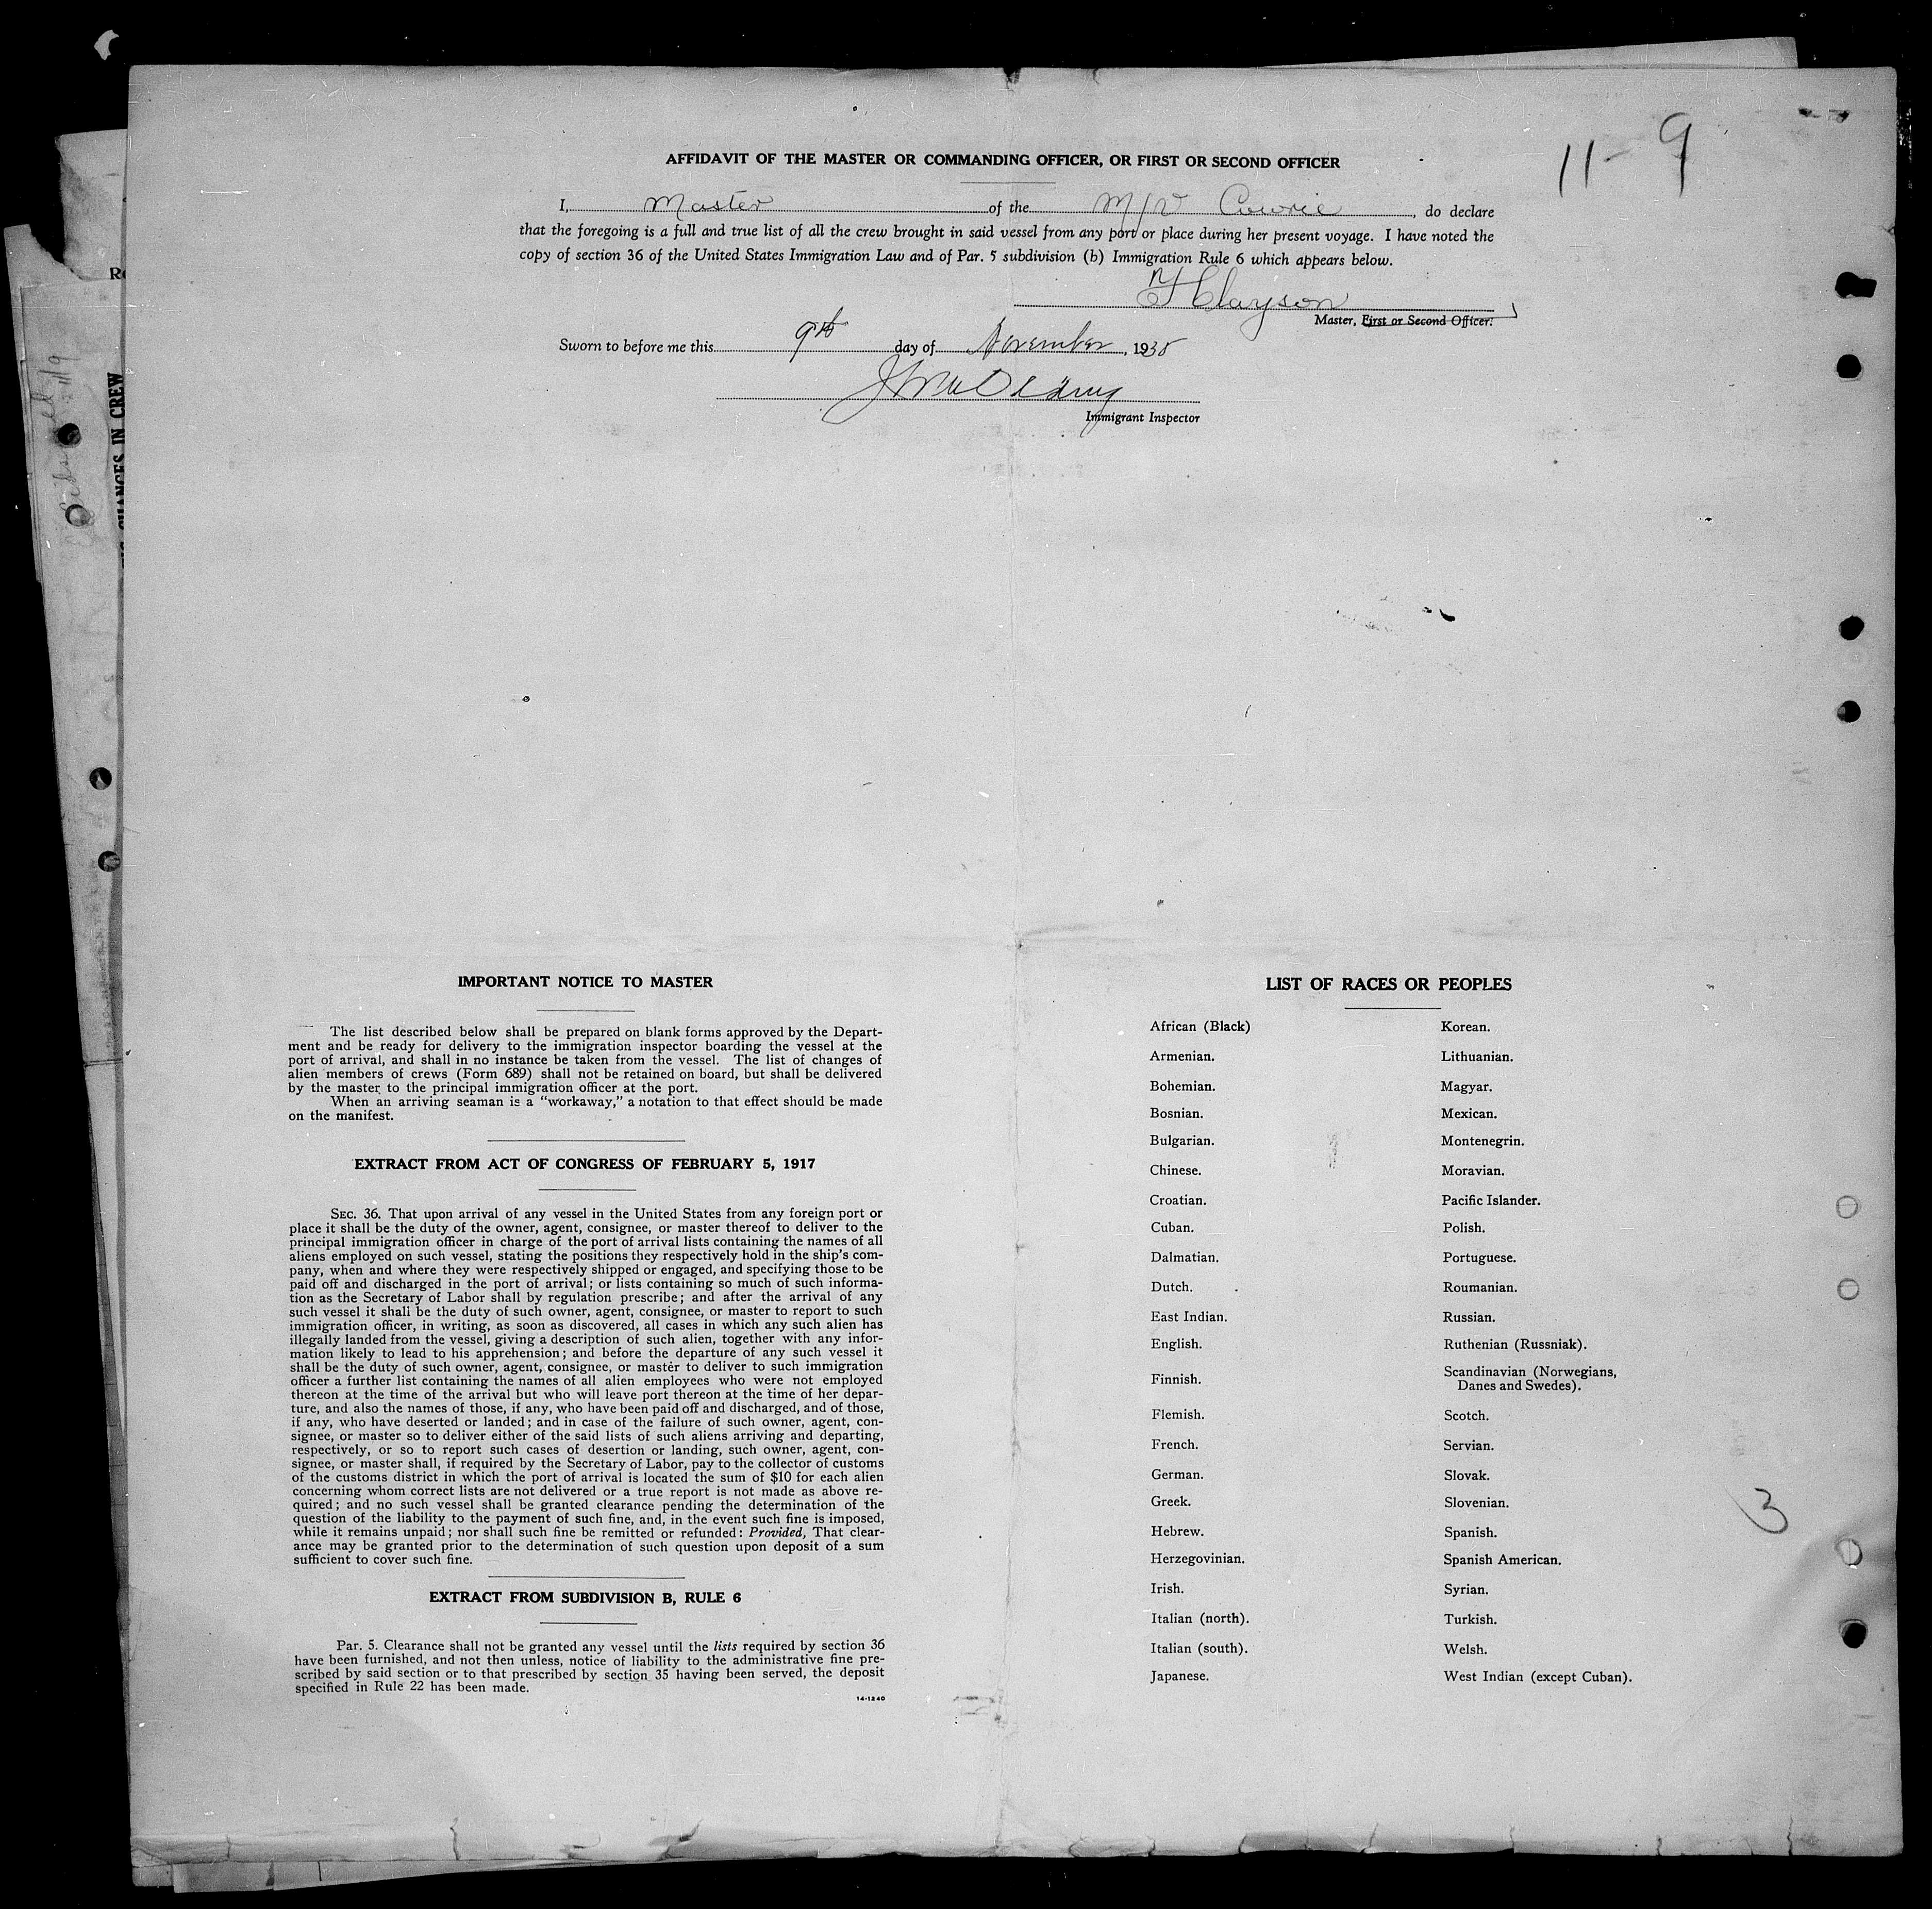 11-9
AFFIDAVIT OF THE MASTER OR COMMANDING OFFICER, OR FIRST OR SECOND OFFICER
I, Master of the M/V Cowrie, do declare
that the foregoing is a full and true list of all the crew brought in said vessel from any port or place during her present voyage. I have noted the
copy of section 36 of the United States Immigration Law and of Par. 5 subdivision (b) Immigration Rule 6 which appears below.
Clayson
Master, First or Second Officer.
Sworn to before me this 9th day of November, 193
Immigrant Inspector
CHANGES IN CREW
IMPORTANT NOTICE TO MASTER
The list described below shall be prepared on blank forms approved by the Depart-
ment and be ready for delivery to the immigration inspector boarding the vessel at the
port of arrival, and shall in no instance be taken from the vessel. The list of changes of
alien members of crews (Form 689) shall not be retained on board, but shall be delivered
by the master to the principal immigration officer at the port.
When an arriving seaman is a "workaway," a notation to that effect should be made
on the manifest.
EXTRACT FROM ACT OF CONGRESS OF FEBRUARY 5, 1917
SEC. 36. That upon arrival of any vessel in the United States from any foreign port or
place it shall be the duty of the owner, agent, consignee, or master thereof to deliver to the
principal immigration officer in charge of the port of arrival lists containing the names of all
aliens employed on such vessel, stating the positions they respectively hold in the ship's com-
pany, when and where they were respectively shipped or engaged, and specifying those to be
paid off and discharged in the port of arrival; or lists containing so much of such informa-
tion as the Secretary of Labor shall by regulation prescribe; and after the arrival of any
such vessel it shall be the duty of such owner, agent, consignee, or master to report to such
immigration officer, in writing, as soon as discovered, all cases in which any such alien has
illegally landed from the vessel, giving a description of such alien, together with any infor-
mation likely to lead to his apprehension; and before the departure of any such vessel it
shall be the duty of such owner, agent, consignee, or master to deliver to such immigration
officer a further list containing the names of all alien employees who were not employed
thereon at the time of the arrival but who will leave port thereon at the time of her depar-
ture, and also the names of those, if any, who have been paid off and discharged, and of those,
if any, who have deserted or landed; and in case of the failure of such owner, agent, con-
signee, or master so to deliver either of the said lists of such aliens arriving and departing,
respectively, or so to report such cases of desertion or landing, such owner, agent, con-
signee, or master shall, if required by the Secretary of Labor, pay to the collector of customs
of the customs district in which the port of arrival is located the sum of $10 for each alien
concerning whom correct lists are not delivered or a true report is not made as above re-
quired; and no such vessel shall be granted clearance pending the determination of the
question of the liability to the payment of such fine, and, in the event such fine is imposed,
while it remains unpaid; nor shall such fine be remitted or refunded: Provided, That clear-
ance may be granted prior to the determination of such question upon deposit of a sum
sufficient to cover such fine.
EXTRACT FROM SUBDIVISION B, RULE 6
Par. 5. Clearance shall not be granted any vessel until the lists required by section 36
have been furnished, and not then unless, notice of liability to the administrative fine pre-
scribed by said section or to that prescribed by section 35 having been served, the deposit
specified in Rule 22 has been made.
14-1240
LIST OF RACES OR PEOPLES
African (Black)
Armenian.
Bohemian.
Bosnian.
Bulgarian.
Chinese.
Croatian.
Cuban.
Dalmatian.
Dutch.
East Indian.
English.
Finnish.
Flemish.
French.
German.
Greek.
Hebrew.
Herzegovinian.
Irish.
Italian (north).
Italian (south).
Japanese.
Korean.
Lithuanian.
Magyar.
Mexican.
Montenegrin.
Moravian.
Pacific Islander.
Polish.
Portuguese.
Roumanian.
Russian.
Ruthenian (Russniak).
Scandinavian (Norwegians,
Danes and Swedes).
Scotch.
Servian.
Slovak.
Slovenian.
Spanish.
Spanish American.
Syrian.
Turkish.
Welsh.
West Indian (except Cuban).
3